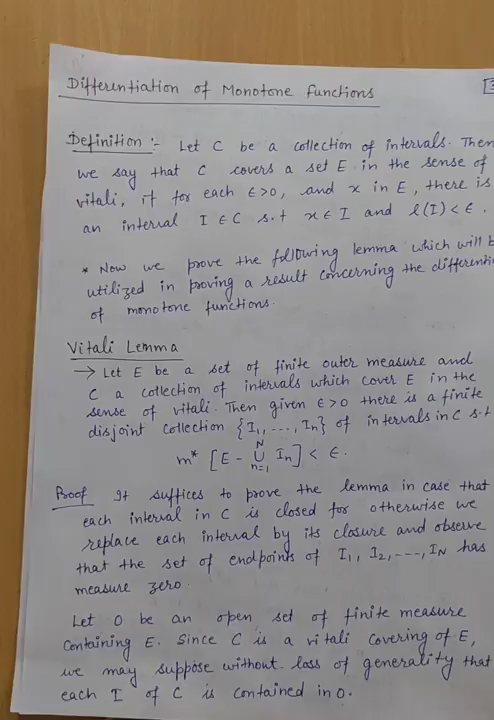 Differentiation of Monotone Functions
Definition :- Let C be a collection of intervals. Then
we say that C covers a set E in the sense of
vitali, if for each ϵ>0, and x in E, there is
an interval I ∈ C s.t x ∈ I and l(I) < ϵ.
* Now we prove the following lemma which will
utilized in proving a result concerning the
of monotone functions.
Vitali Lemma
→ Let E be a set of finite outer measure and
C a collection of intervals which cover E in the
sense of vitali. Then given ϵ>0 there is a finite
disjoint collection {I₁, ..., Iₙ} of intervals in C s.t
m* [E - ⋃ₙ₌₁ᴺ Iₙ] < ϵ.
Proof It suffices to prove the lemma in case that
each interval in C is closed for otherwise we
replace each interval by its closure and observe
that the set of endpoints of I₁, I₂, ---, I_N has
measure zero.
Let O be an open set of finite measure
containing E. Since C is a vitali covering of E,
we may suppose without loss of generality that
each I of C is contained in O.